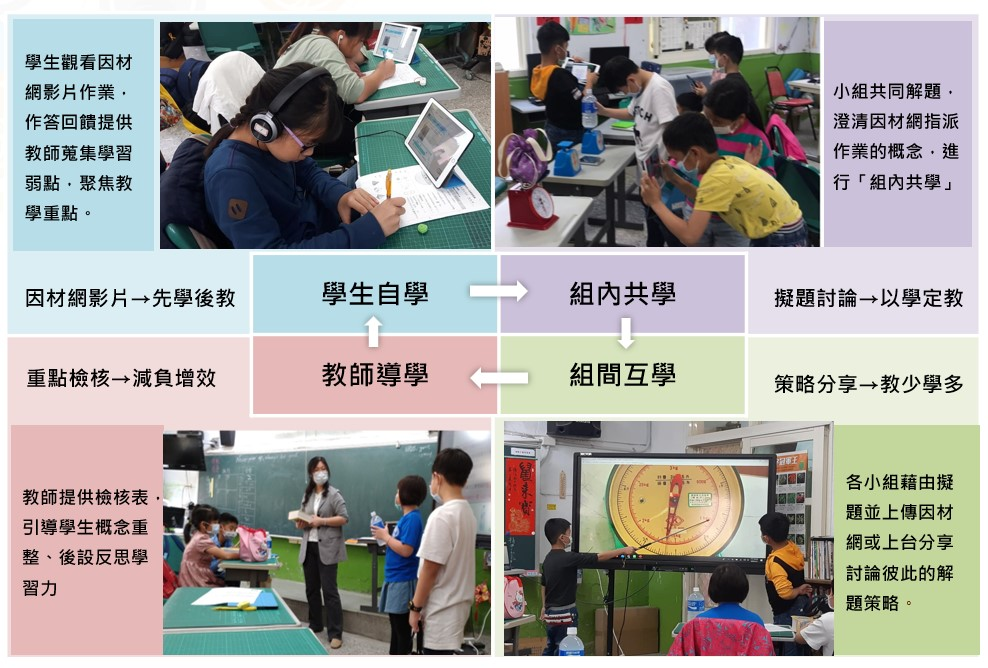 學生觀看因材
網影片作業，
作答回饋提供
教師蒐集學習
弱點，聚焦教
學重點。
小組共同解題，
澄清因材網指派
作業的概念，進
行「組內共學」
因材網影片→先學後教
學生自學
組內共學
擬題討論→以學定教
重點檢核→減負增效
教師導學
組間互學
策略分享→教少學多
教師提供檢核表，
引導學生概念重
整、後設反思學
習力
各小組藉由擬
題並上傳因材
網或上台分享
討論彼此的解
題策略。